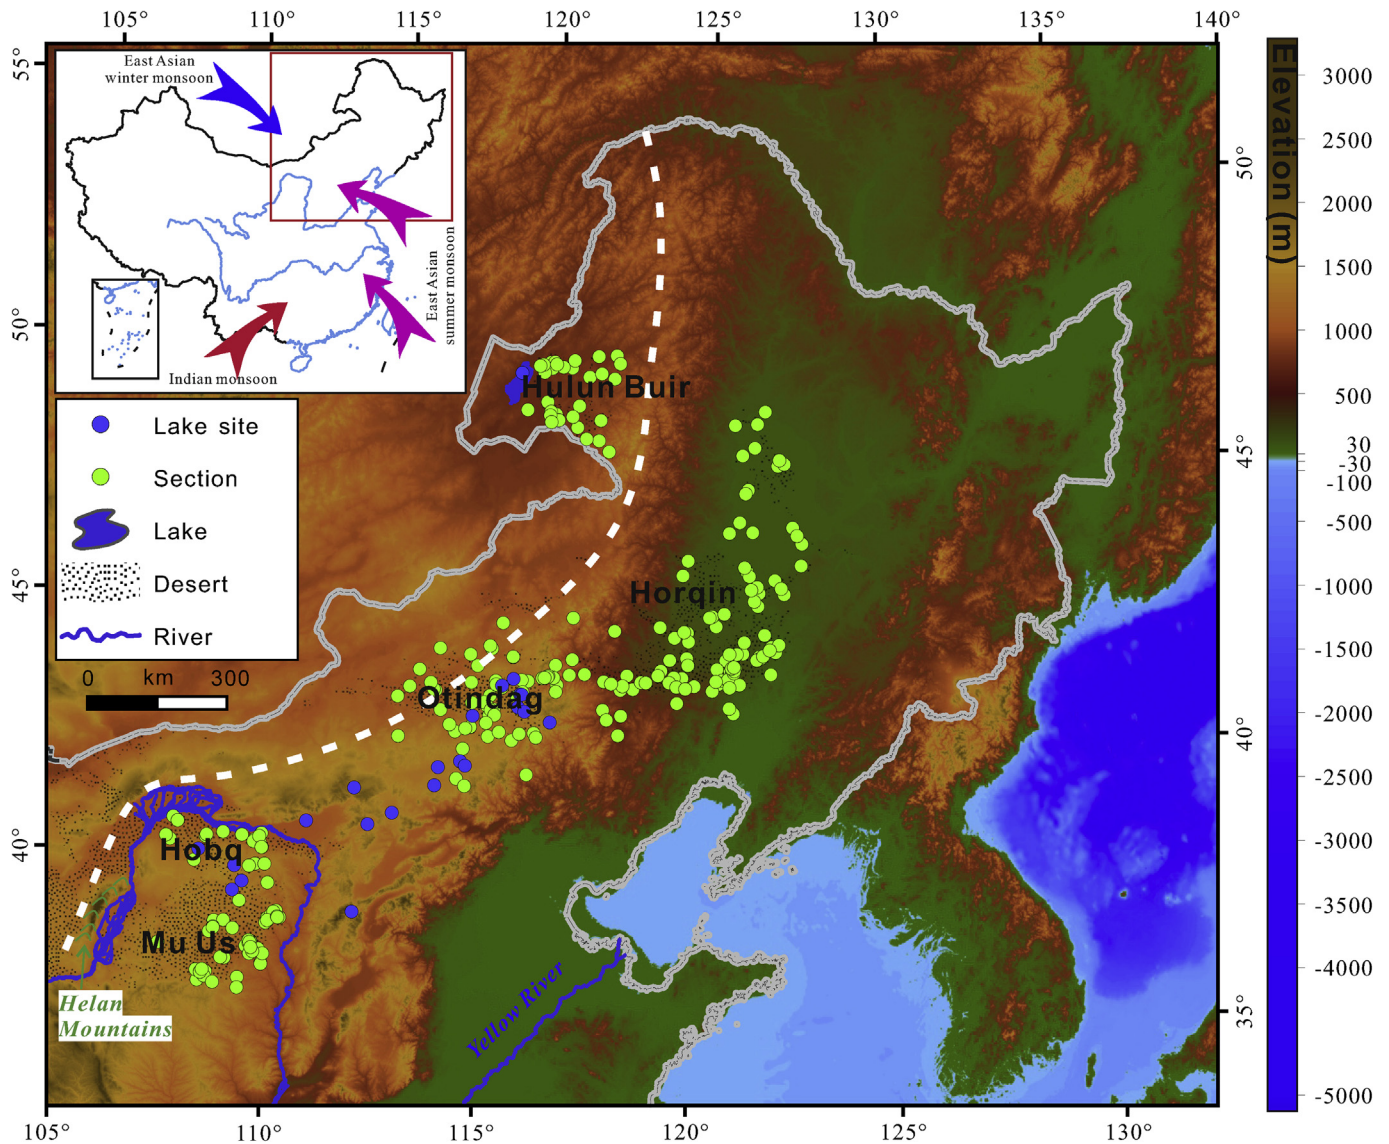 105° 110° 115° 120° 125° 130° 135° 140°
55°
50°
45°
40°
50°
45°
40°
35°
105° 110° 115° 120° 125° 130°
East Asian
winter monsoon
East Asian
summer monsoon
Indian monsoon
Lake site
Section
Lake
Desert
River
0 km 300
Hulun Buir
Horqin
Otindag
Hobq
Mu Us
Helan
Mountains
Yellow River
Elevation (m)
3000
2500
2000
1500
1000
500
30
-30
-100
-500
-1000
-1500
-2000
-2500
-3000
-3500
-4000
-5000